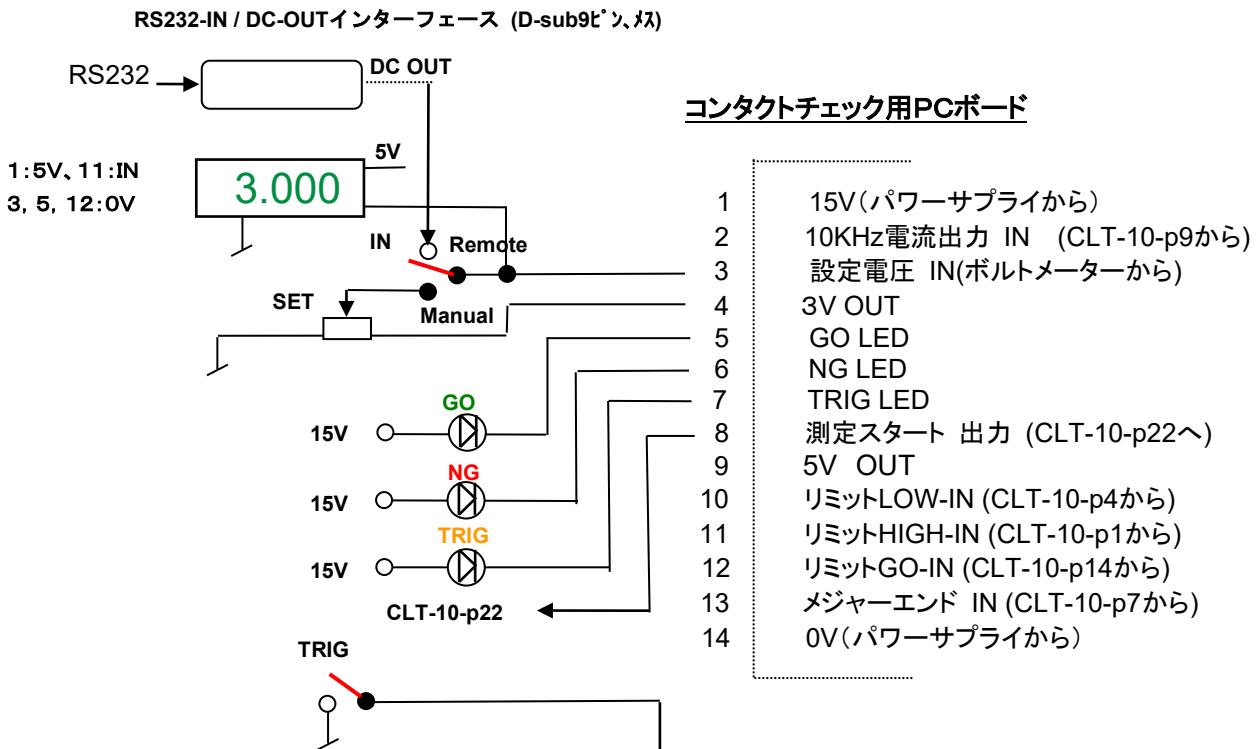 RS232-IN / DC-OUTインターフェース (D-sub9ﾋﾟﾝ、ﾒｽ)
RS232
DC OUT
コンタクトチェック用PCボード
5V
1:5V、11:IN
3, 5, 12:0V
3.000
IN
Remote
SET
Manual
1 15V(パワーサプライから)
2 10KHz電流出力 IN (CLT-10-p9から)
3 設定電圧 IN(ボルトメーターから)
4 3V OUT
5 GO LED
6 NG LED
7 TRIG LED
8 測定スタート 出力 (CLT-10-p22へ)
9 5V OUT
10 リミットLOW-IN (CLT-10-p4から)
11 リミットHIGH-IN (CLT-10-p1から)
12 リミットGO-IN (CLT-10-p14から)
13 メジャーエンド IN (CLT-10-p7から)
14 0V(パワーサプライから)
GO
15V
NG
15V
TRIG
15V
CLT-10-p22
TRIG